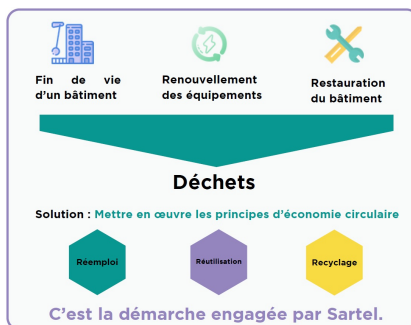 Fin de vie
d'un bâtiment
Renouvellement
des équipements
Restauration
du bâtiment
Déchets
Solution : Mettre en œuvre les principes d'économie circulaire
Réemploi
Réutilisation
Recyclage
C'est la démarche engagée par Sartel.